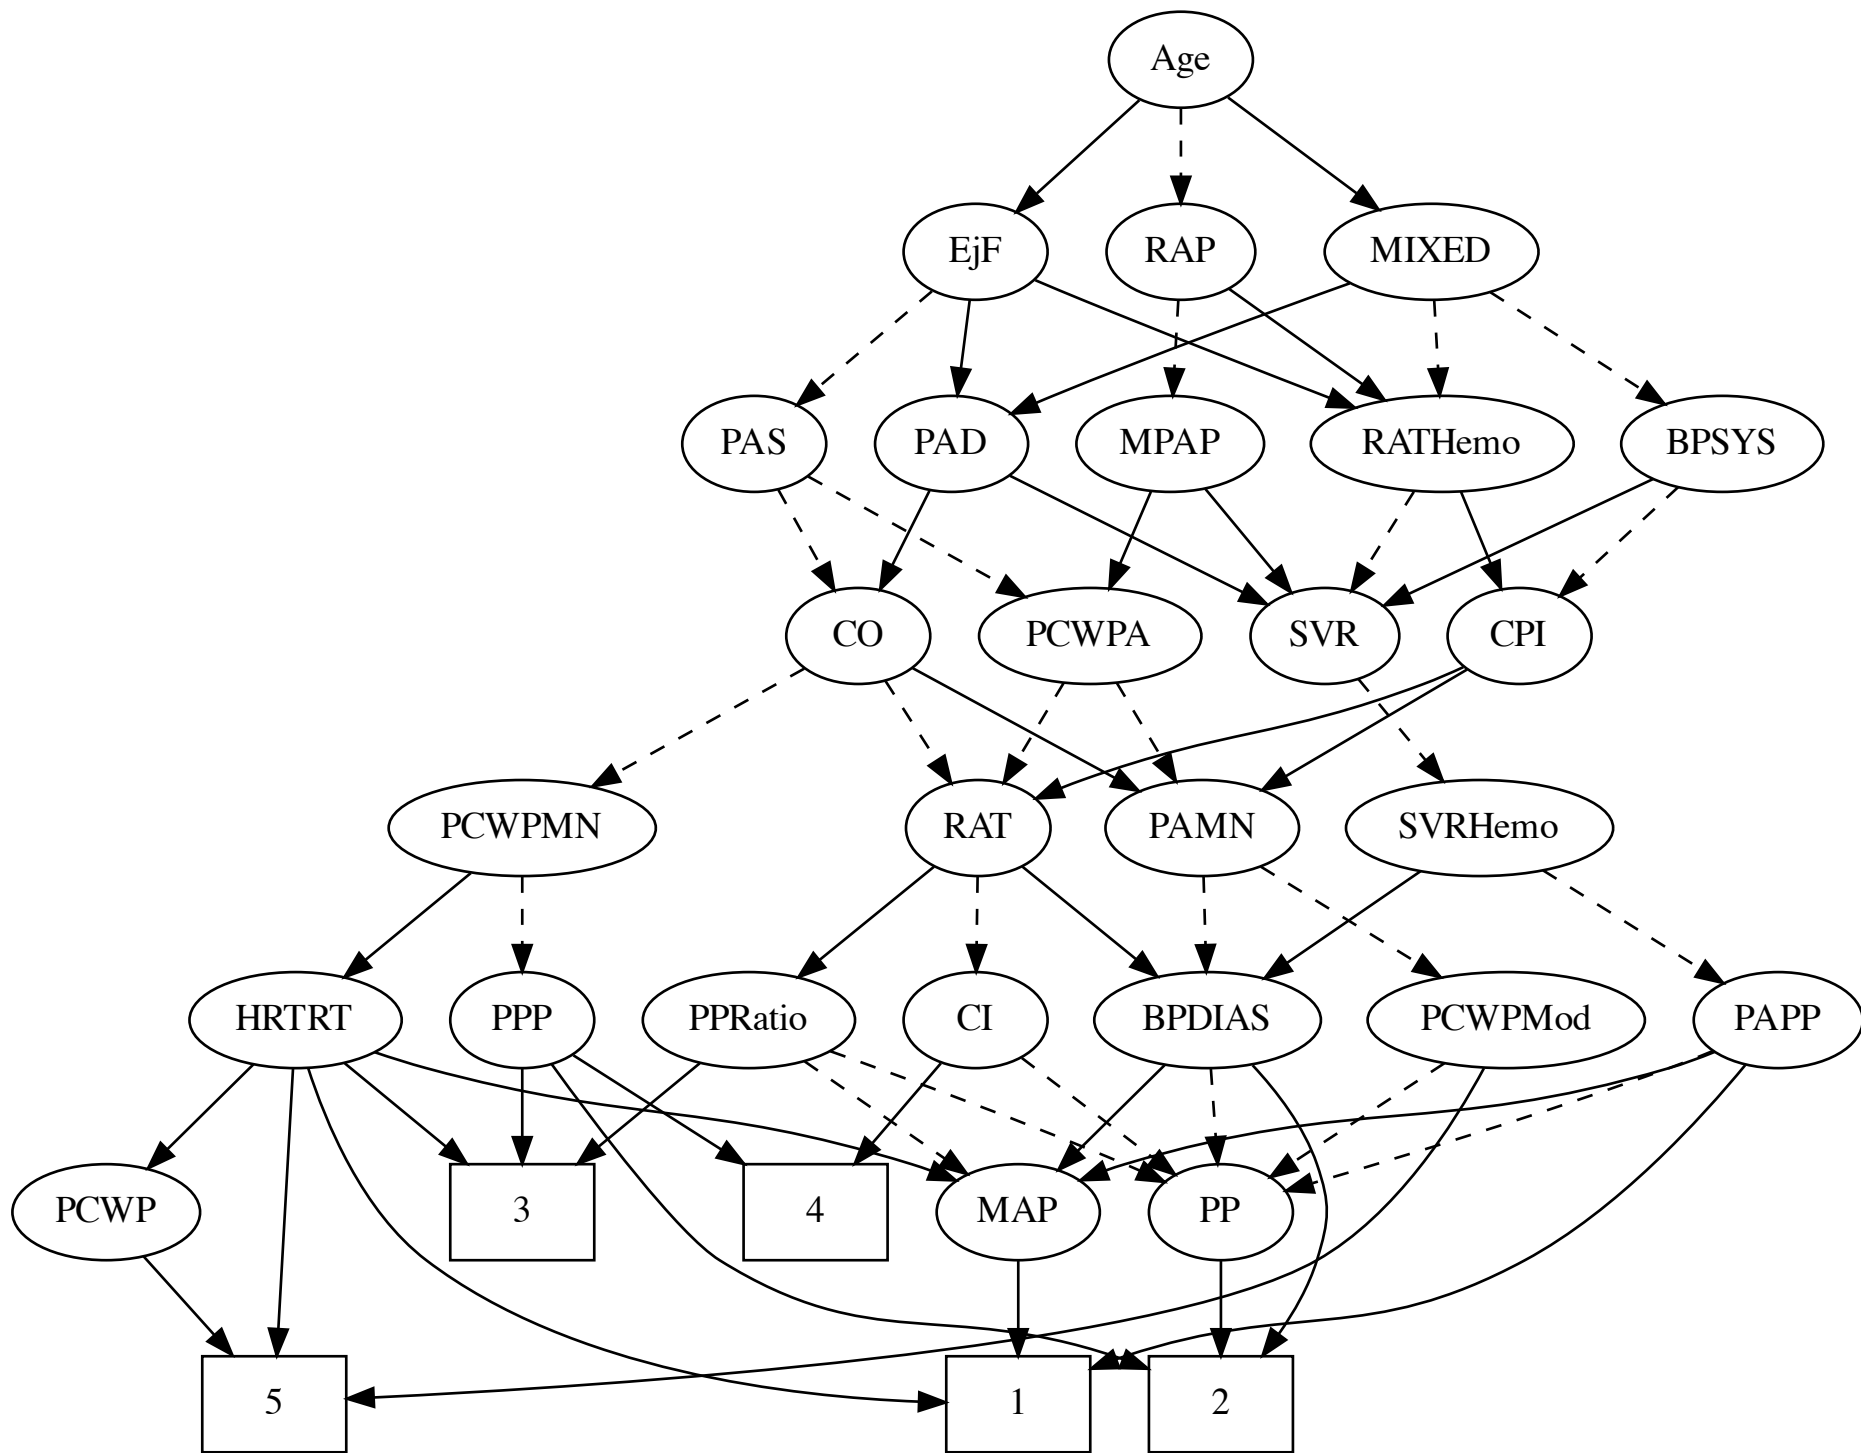 Age
EjF
RAP
MIXED
PAS
PAD
MPAP
RATHemo
BPSYS
CO
PCWPA
SVR
CPI
PCWPMN
RAT
PAMN
SVRHemo
HRTRT
PPP
PPRatio
CI
BPDIAS
PCWPMod
PAPP
PCWP
3
4
MAP
PP
5
1
2